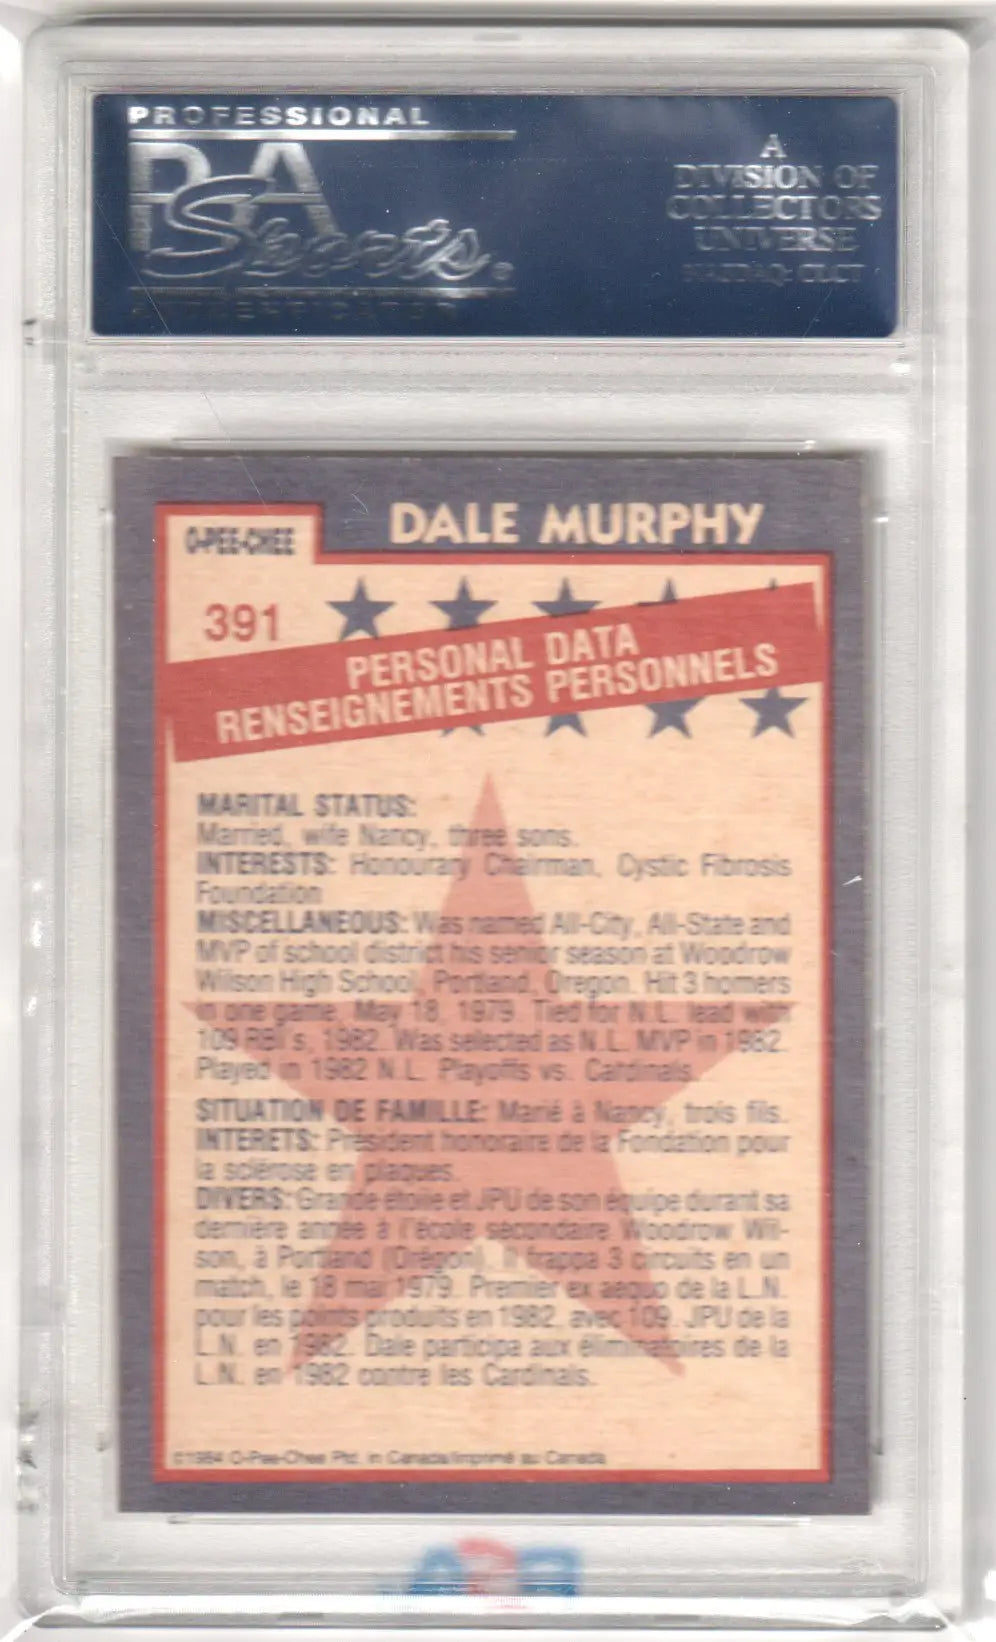 PROFESSIONAL
PSA
Sports
AUTHENTICATION
A
DIVISION OF
COLLECTORS
UNIVERSE
NASDAQ: CLCT
O-PEE-CHEE
DALE MURPHY
391
PERSONAL DATA
RENSEIGNEMENTS PERSONNELS
MARITAL STATUS:
Married, wife Nancy, three sons.
INTERESTS: Honourary Chairman, Cystic Fibrosis
Foundation
MISCELLANEOUS: Was named All-City, All-State and
MVP of school district his senior season at Woodrow
Wilson High School, Portland, Oregon. Hit 3 homers
in one game, May 18, 1979. Tied for N.L. lead with
109 RBI's, 1982. Was selected as N.L. MVP in 1982.
Played in 1982 N.L. Playoffs vs. Cardinals.
SITUATION DE FAMILLE: Marié à Nancy, trois fils.
INTERETS: Président honoraire de la Fondation pour
la sclérose en plaques.
DIVERS: Grande étoile et JPU de son équipe durant sa
dernière année à l'école secondaire Woodrow Wil-
son, à Portland (Orégon). Il frappa 3 circuits en un
match, le 18 mai 1979. Premier ex aequo de la L.N.
pour les points produits en 1982, avec 109. JPU de la
L.N. en 1982. Dale participa aux éliminatoires de la
L.N. en 1982 contre les Cardinals.
©1984 O-Pee-Chee Ptd. in Canada/Imprimé au Canada
PSA